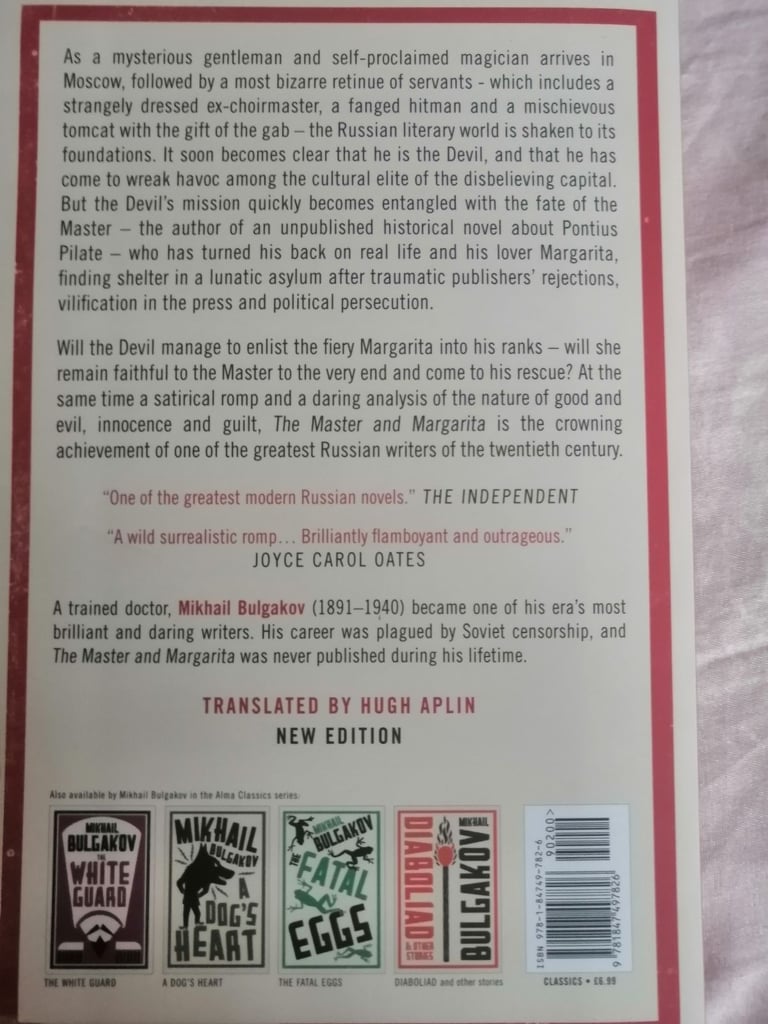 As a mysterious gentleman and self-proclaimed magician arrives in
Moscow, followed by a most bizarre retinue of servants - which includes a
strangely dressed ex-choirmaster, a fanged hitman and a mischievous
tomcat with the gift of the gab – the Russian literary world is shaken to its
foundations. It soon becomes clear that he is the Devil, and that he has
come to wreak havoc among the cultural elite of the disbelieving capital.
But the Devil's mission quickly becomes entangled with the fate of the
Master – the author of an unpublished historical novel about Pontius
Pilate – who has turned his back on real life and his lover Margarita,
finding shelter in a lunatic asylum after traumatic publishers' rejections,
vilification in the press and political persecution.
Will the Devil manage to enlist the fiery Margarita into his ranks – will she
remain faithful to the Master to the very end and come to his rescue? At the
same time a satirical romp and a daring analysis of the nature of good and
evil, innocence and guilt, The Master and Margarita is the crowning
achievement of one of the greatest Russian writers of the twentieth century.
"One of the greatest modern Russian novels." THE INDEPENDENT
"A wild surrealistic romp... Brilliantly flamboyant and outrageous."
JOYCE CAROL OATES
A trained doctor, Mikhail Bulgakov (1891–1940) became one of his era's most
brilliant and daring writers. His career was plagued by Soviet censorship, and
The Master and Margarita was never published during his lifetime.
TRANSLATED BY HUGH APLIN
NEW EDITION
Also available by Mikhail Bulgakov in the Alma Classics series:
MIKHAIL
BULGAKOV
THE
WHITE
GUARD
MIKHAIL
BULGAKOV
A
DOG'S
HEART
MIKHAIL
BULGAKOV
THE
FATAL
EGGS
DIABOLIAD
& OTHER
STORIES
MIKHAIL
BULGAKOV
ISBN 978-1-84749-782-6
90200>
9 781847 497826
THE WHITE GUARD
A DOG'S HEART
THE FATAL EGGS
DIABOLIAD and other stories
CLASSICS • £6.99